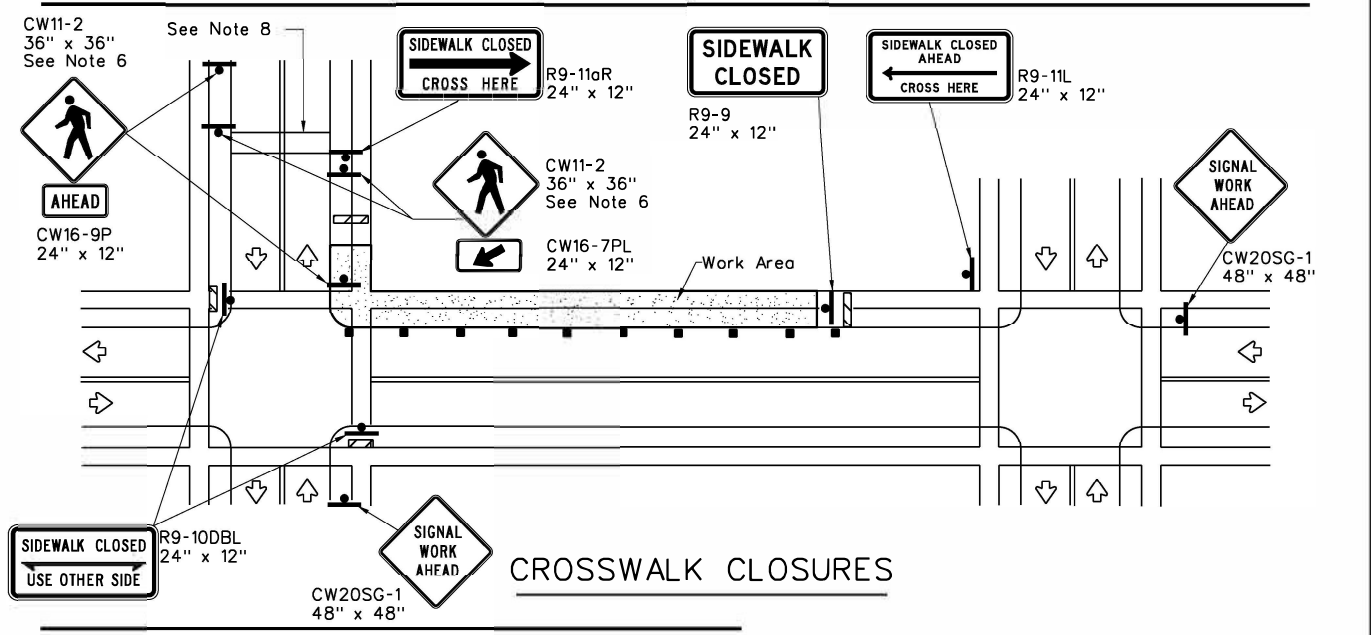 CW11-2
36" x 36"
See Note 6
AHEAD
CW16-9P
24" x 12"
See Note 8
SIDEWALK CLOSED
CROSS HERE
R9-11aR
24" x 12"
CW11-2
36" x 36"
See Note 6
CW16-7PL
24" x 12"
SIDEWALK
CLOSED
R9-9
24" x 12"
SIDEWALK CLOSED
AHEAD
CROSS HERE
R9-11L
24" x 12"
SIGNAL
WORK
AHEAD
CW20SG-1
48" x 48"
Work Area
SIDEWALK CLOSED
USE OTHER SIDE
R9-10DBL
24" x 12"
SIGNAL
WORK
AHEAD
CW20SG-1
48" x 48"
CROSSWALK CLOSURES